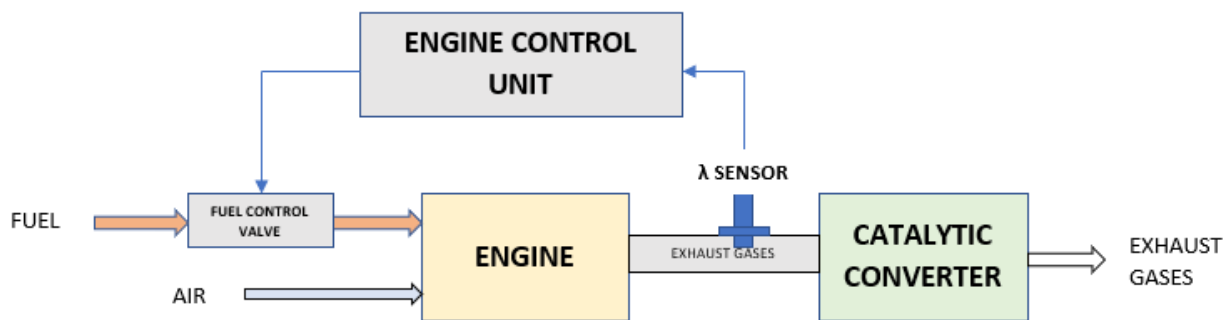 ENGINE CONTROL
UNIT
λ SENSOR
FUEL
FUEL CONTROL
VALVE
ENGINE
EXHAUST GASES
CATALYTIC
CONVERTER
EXHAUST
GASES
AIR